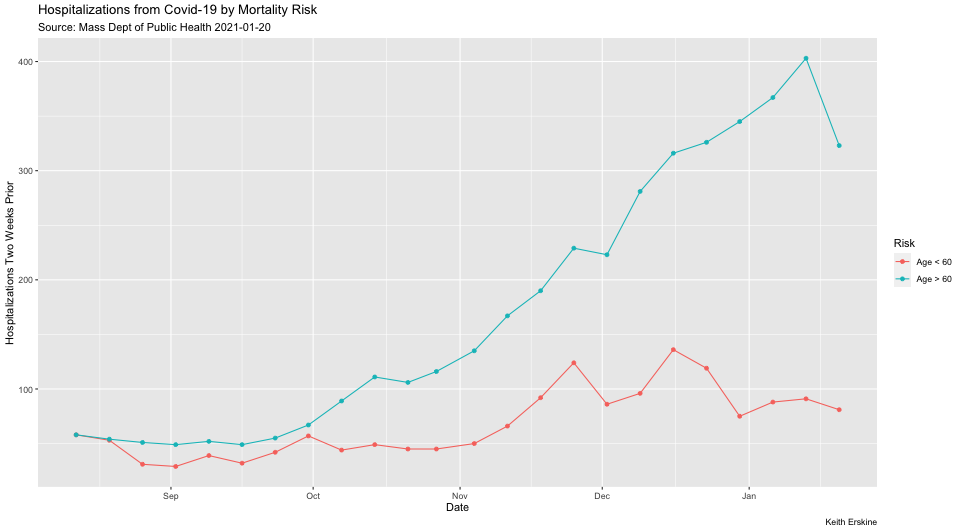 Hospitalizations from Covid-19 by Mortality Risk
Source: Mass Dept of Public Health 2021-01-20
Hospitalizations Two Weeks Prior
400
300
200
100
Sep Oct Nov Dec Jan
Date
Risk
Age < 60
Age > 60
Keith Erskine